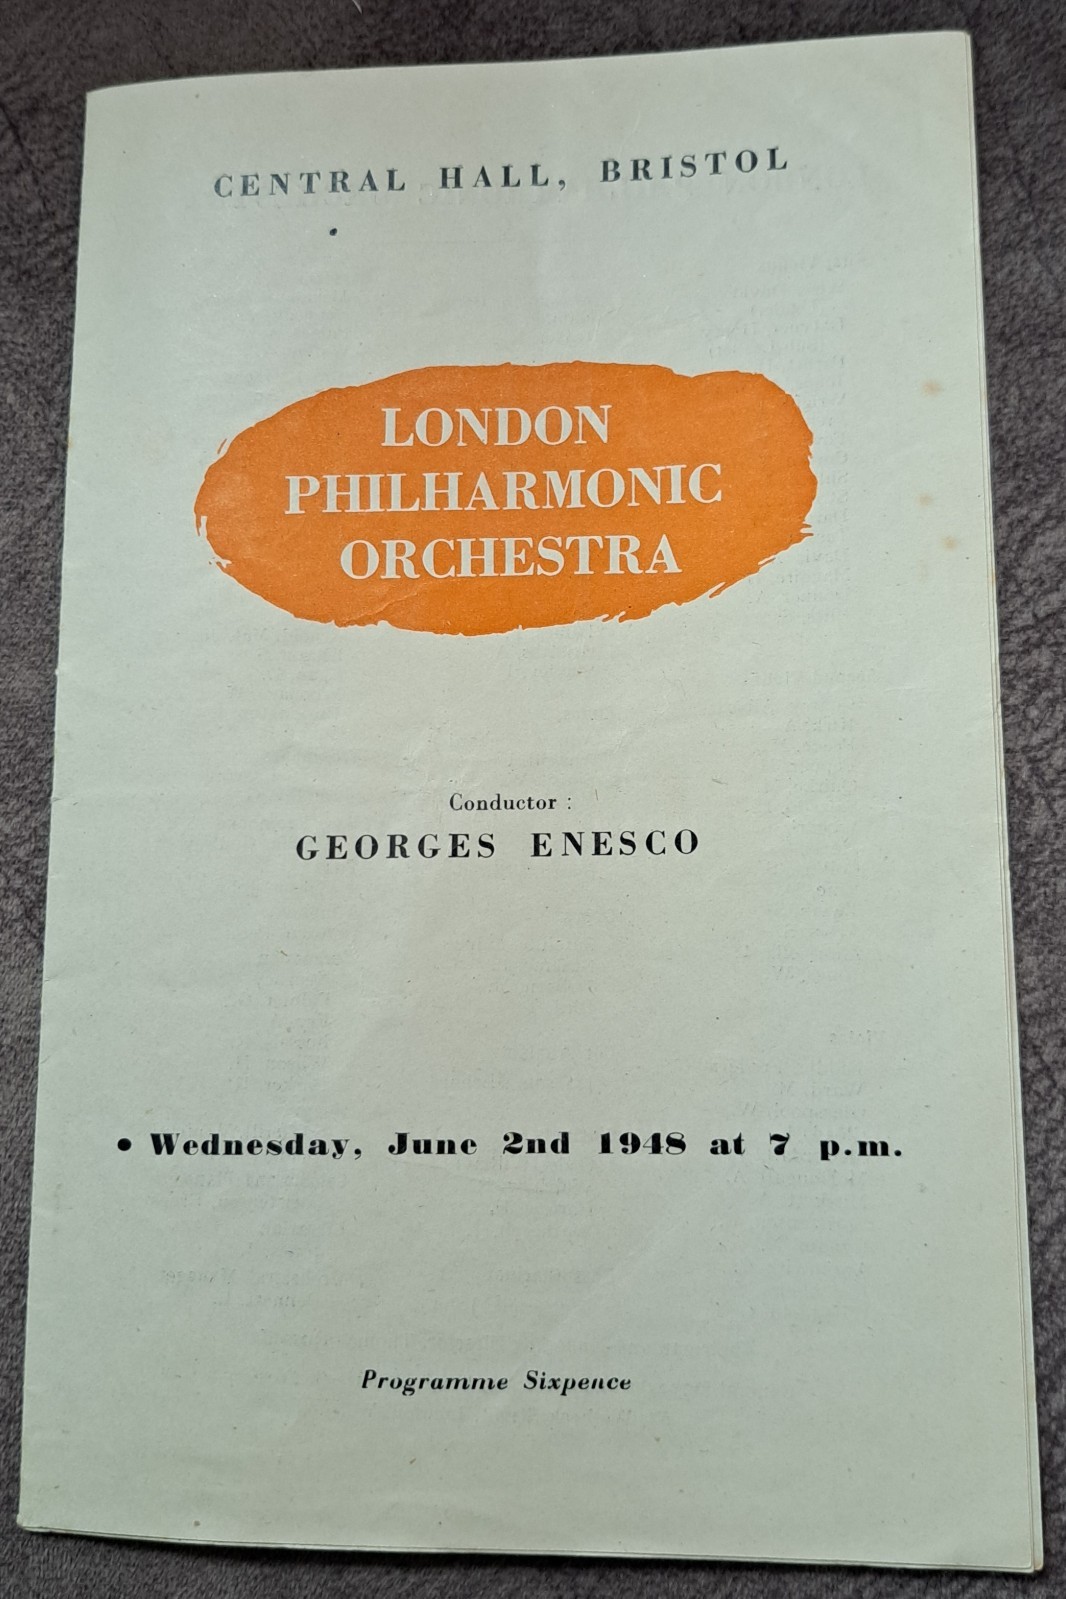 CENTRAL HALL, BRISTOL
LONDON
PHILHARMONIC
ORCHESTRA
Conductor :
GEORGES ENESCO
• Wednesday, June 2nd 1948 at 7 p.m.
Programme Sixpence